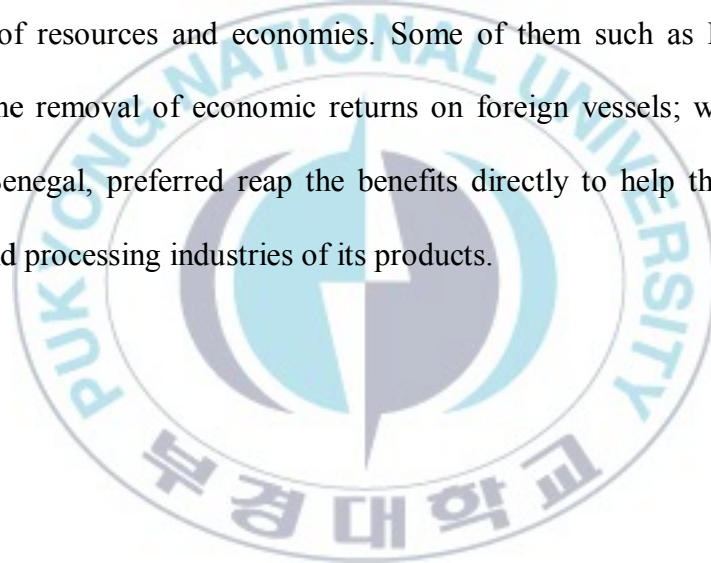 of resources and economies. Some of them such as
the removal of economic returns on foreign vessels;
Senegal, preferred reap the benefits directly to help
processing industries of its products.
PUKYONG NATIONAL UNIVERSITY
부경대학교